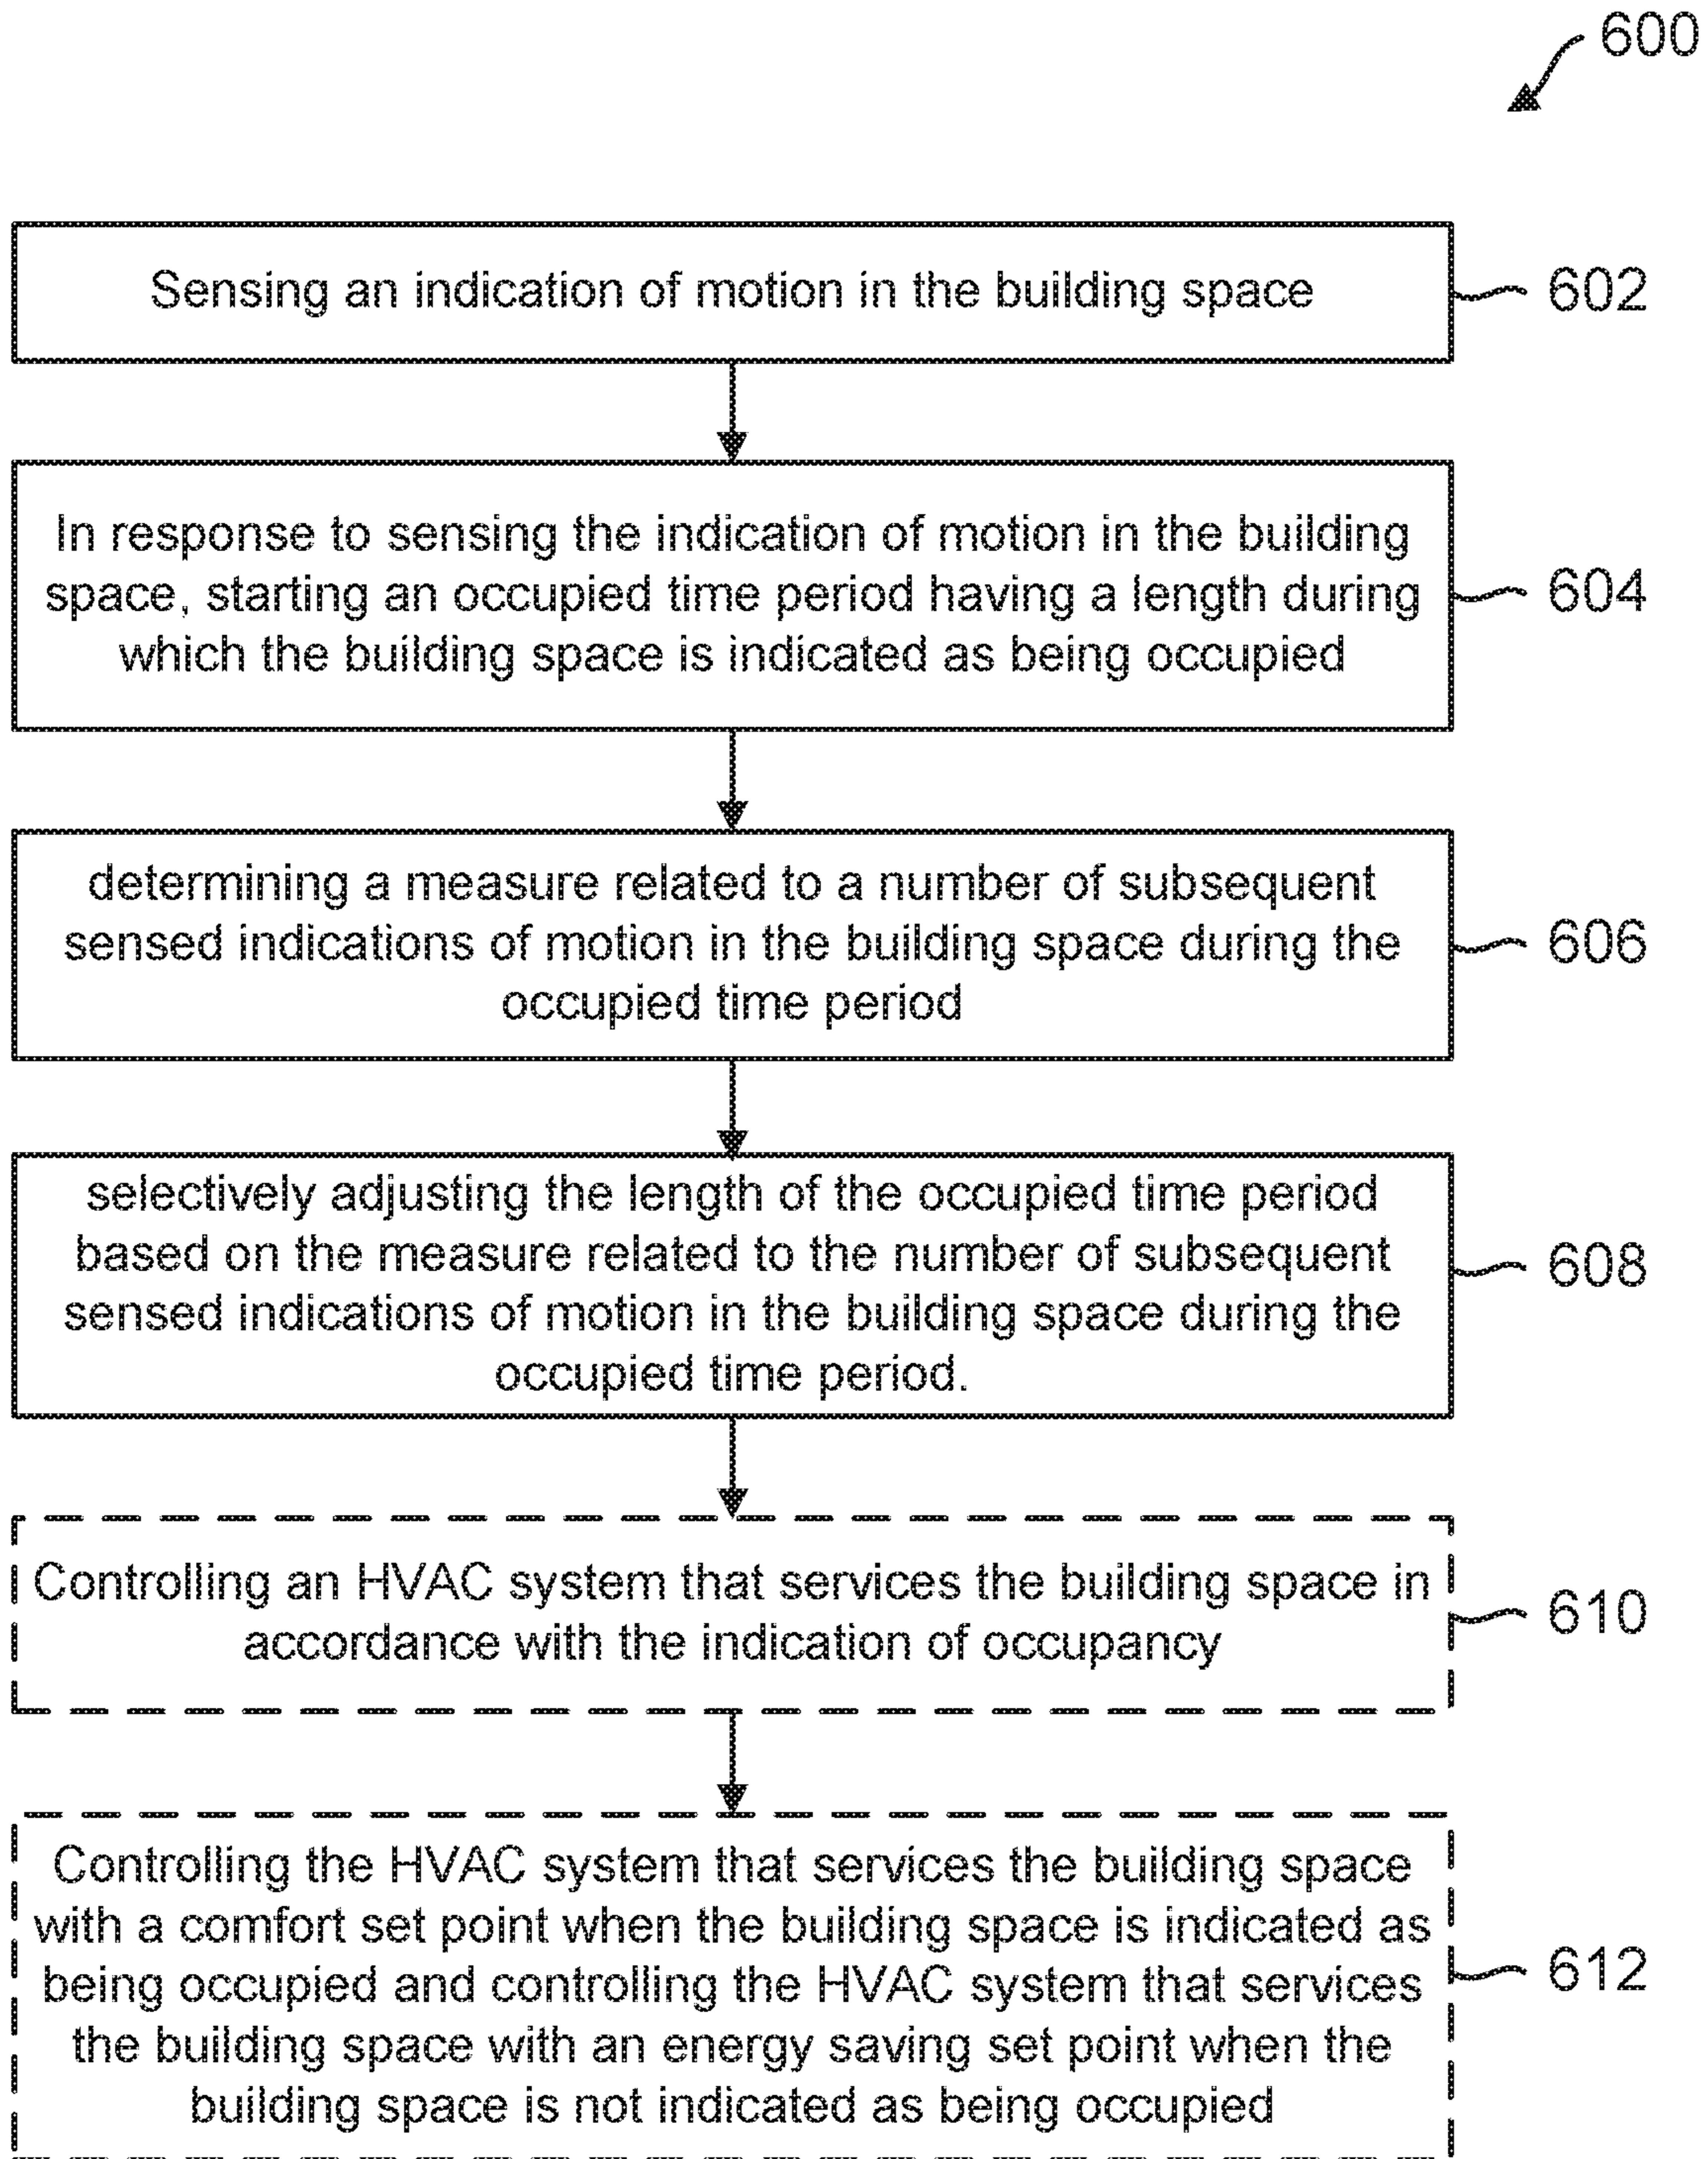 600
Sensing an indication of motion in the building space
602
In response to sensing the indication of motion in the building
space, starting an occupied time period having a length during
which the building space is indicated as being occupied
604
determining a measure related to a number of subsequent
sensed indications of motion in the building space during the
occupied time period
606
selectively adjusting the length of the occupied time period
based on the measure related to the number of subsequent
sensed indications of motion in the building space during the
occupied time period.
608
Controlling an HVAC system that services the building space in
accordance with the indication of occupancy
610
Controlling the HVAC system that services the building space
with a comfort set point when the building space is indicated as
being occupied and controlling the HVAC system that services
the building space with an energy saving set point when the
building space is not indicated as being occupied
612